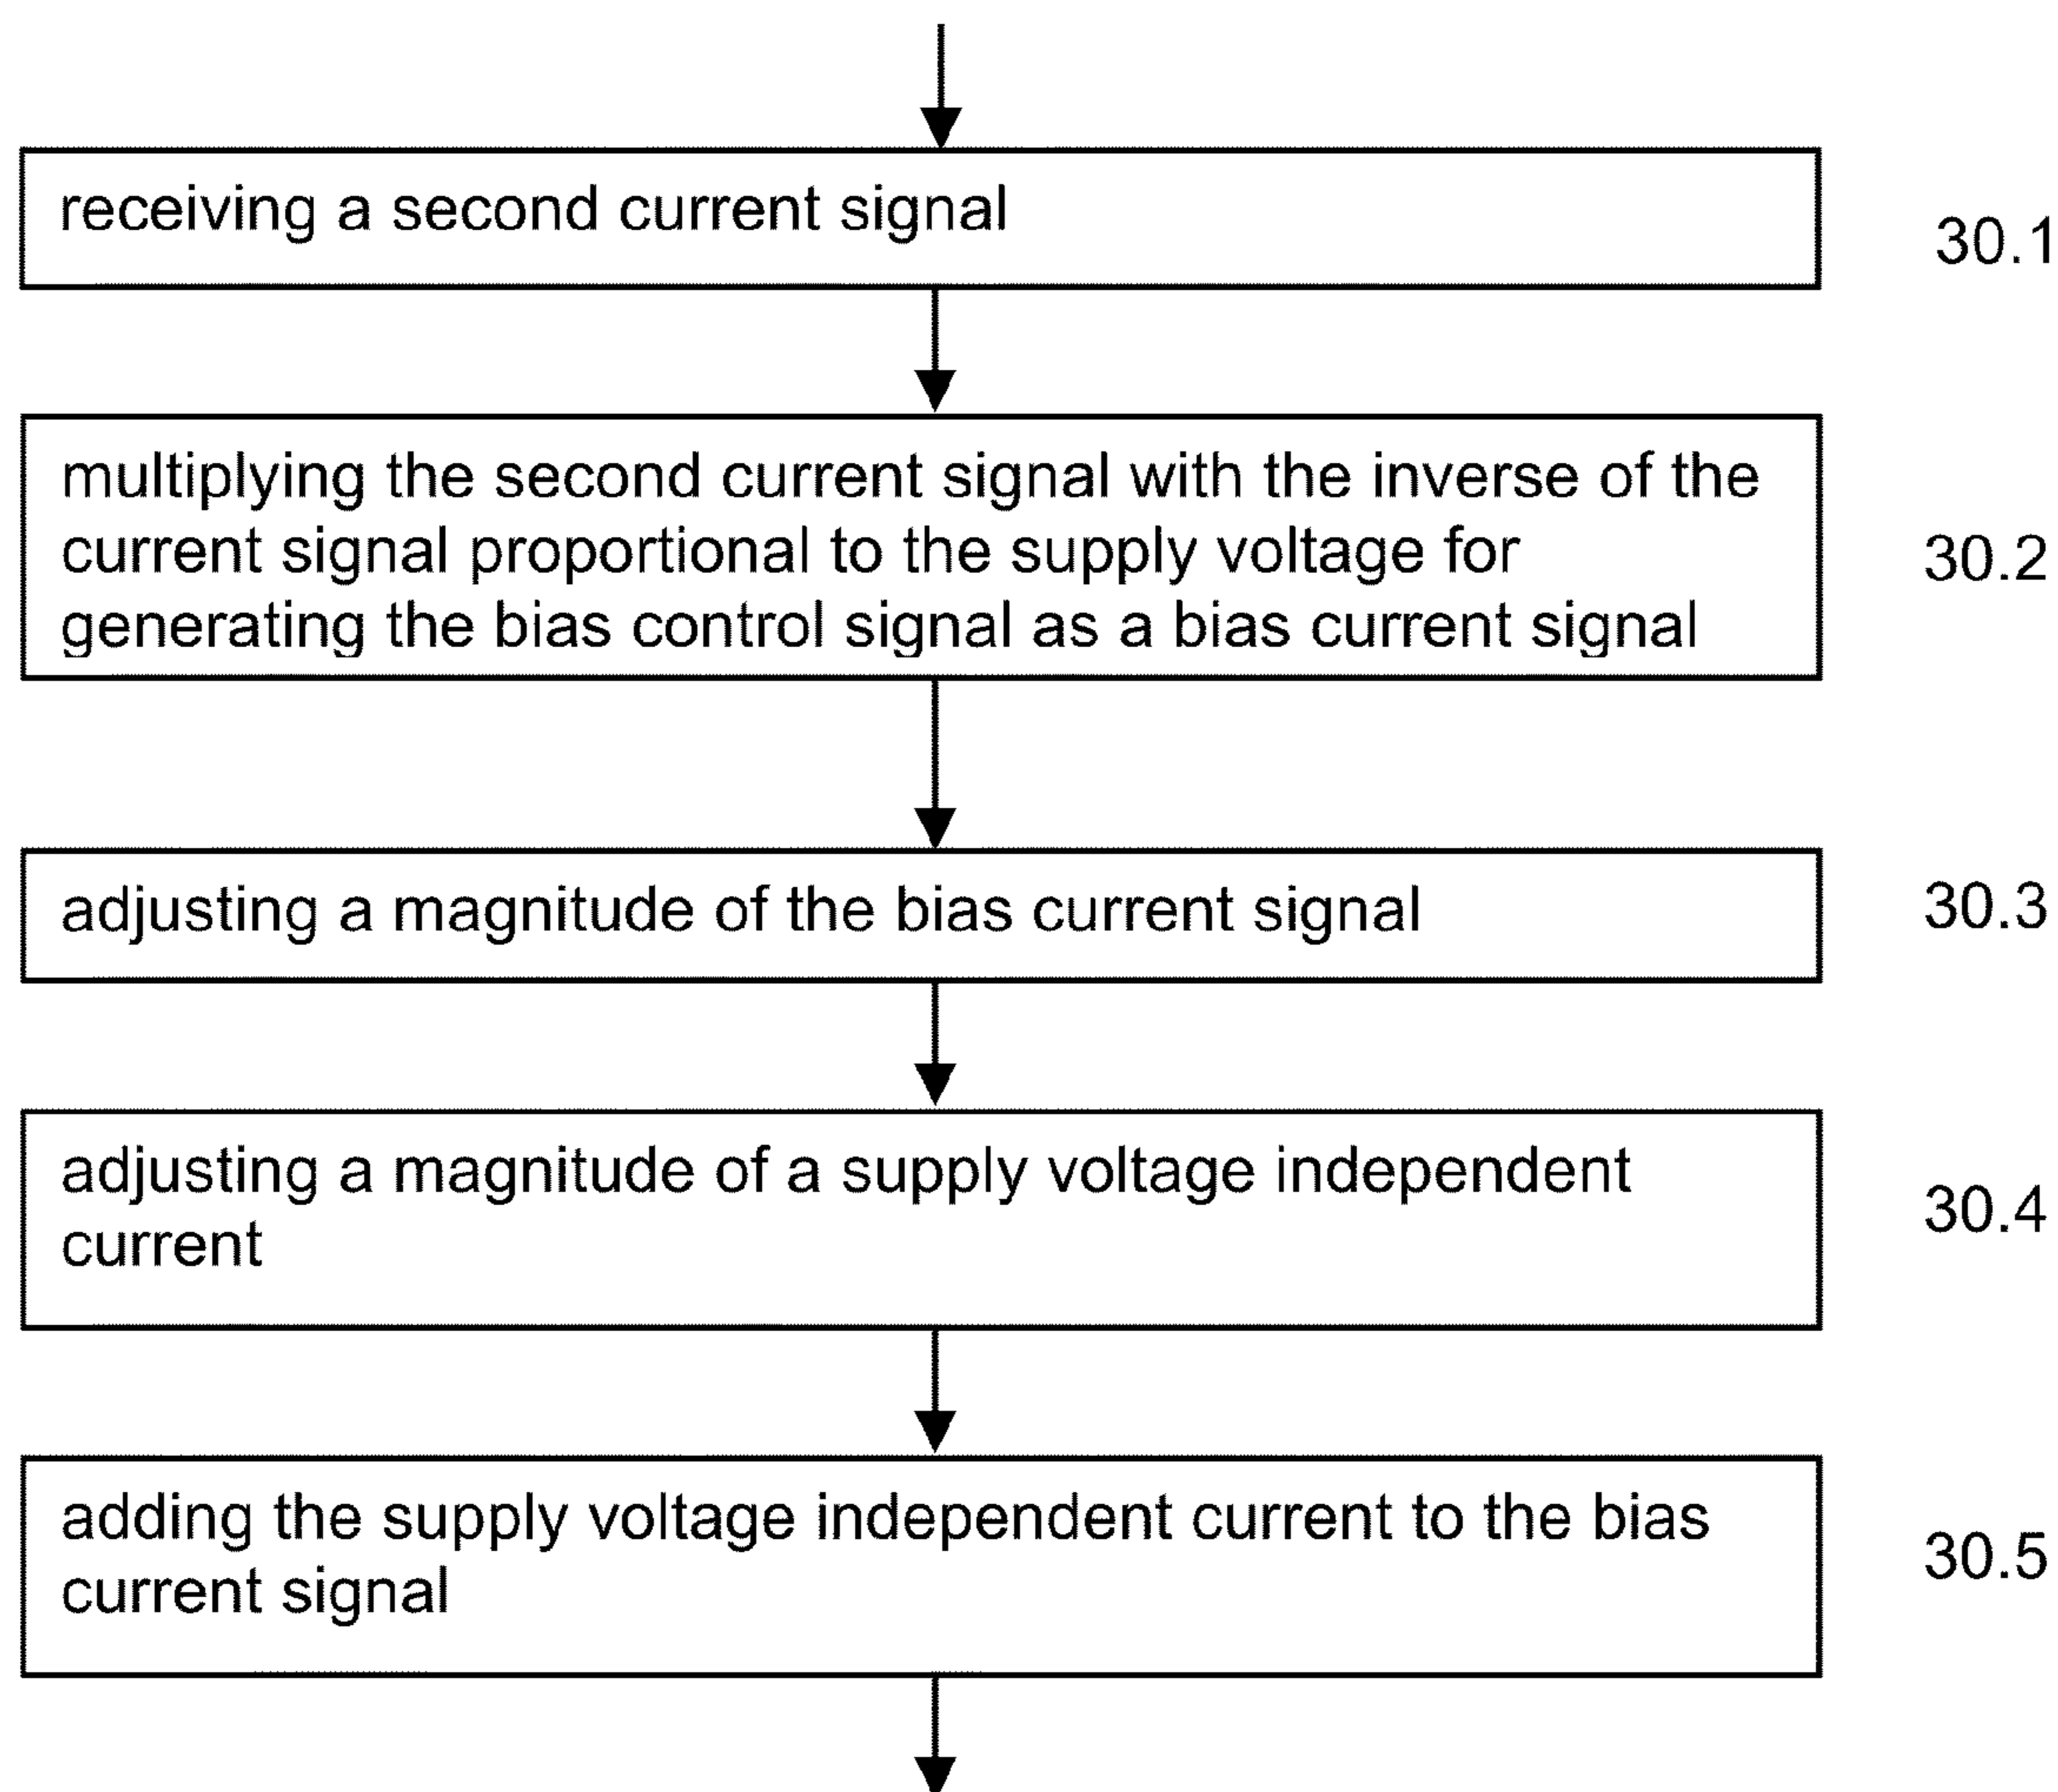 receiving a second current signal
30.1
multiplying the second current signal with the inverse of the
current signal proportional to the supply voltage for
generating the bias control signal as a bias current signal
30.2
adjusting a magnitude of the bias current signal
30.3
adjusting a magnitude of a supply voltage independent
current
30.4
adding the supply voltage independent current to the bias
current signal
30.5